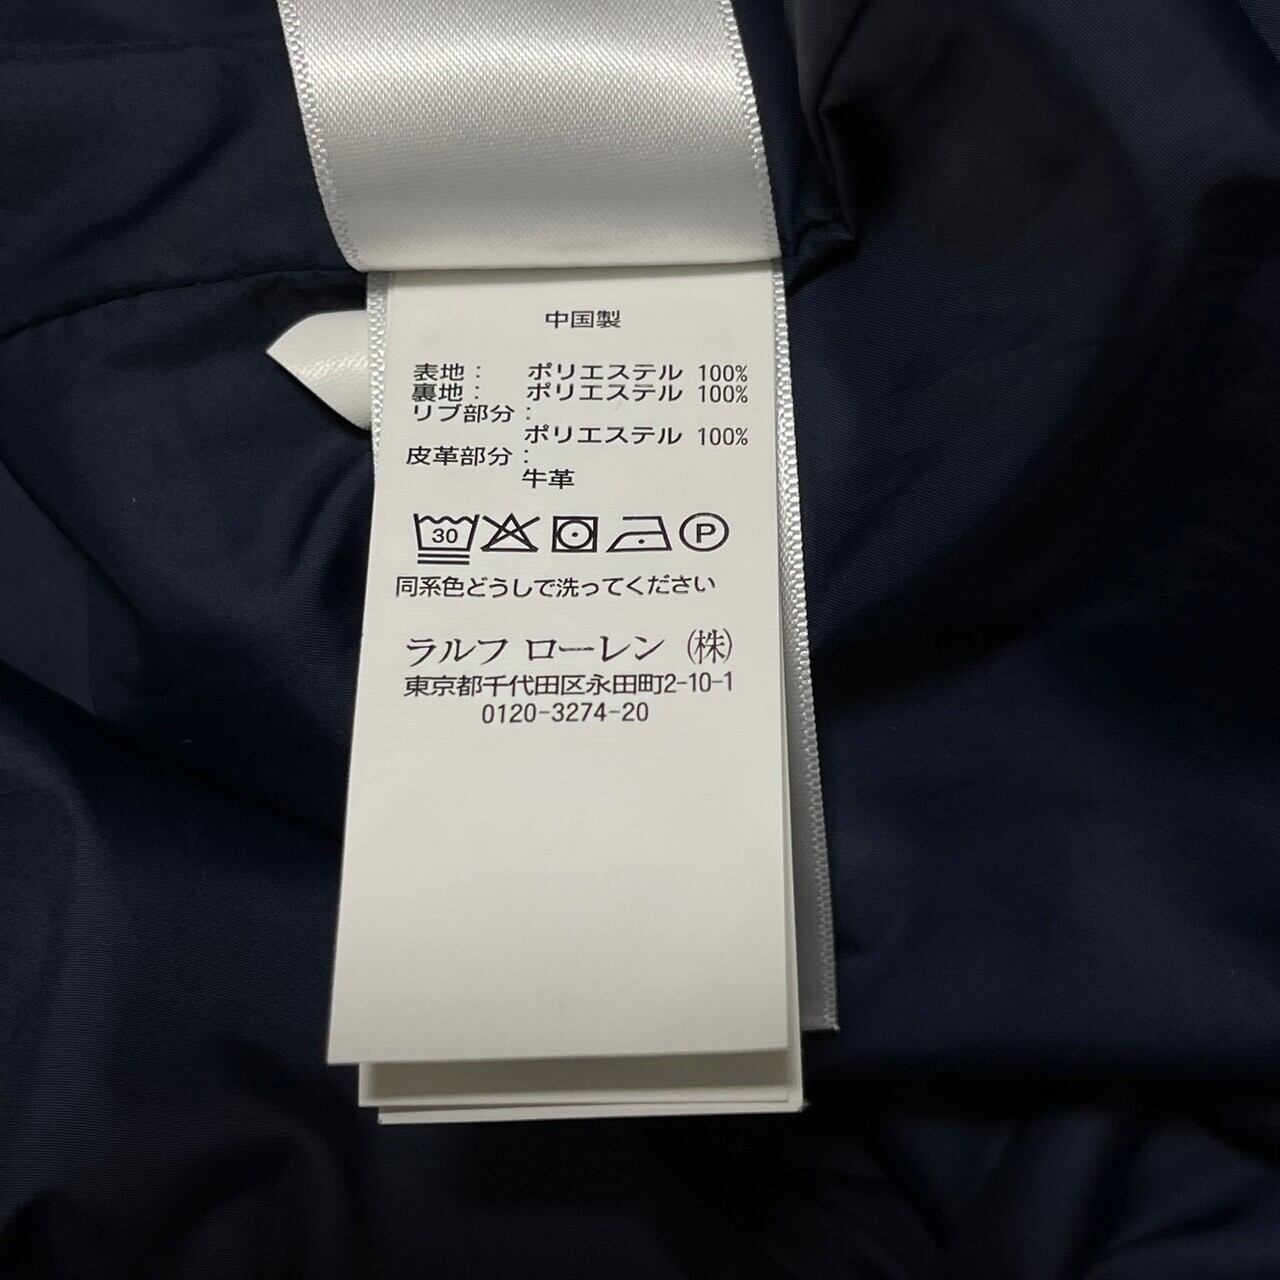 中国製
表地： ポリエステル 100%
裏地： ポリエステル 100%
リブ部分：
ポリエステル 100%
皮革部分：
牛革
30 P
同系色どうしで洗ってください
ラルフ ローレン ㈱
東京都千代田区永田町2-10-1
0120-3274-20